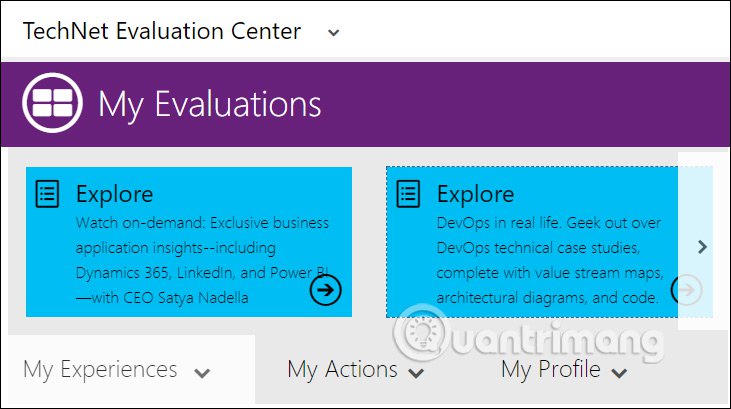 TechNet Evaluation Center
My Evaluations
Explore
Watch on-demand: Exclusive business
application insights--including
Dynamics 365, LinkedIn, and Power BI
—with CEO Satya Nadella
Explore
DevOps in real life. Geek out over
DevOps technical case studies,
complete with value stream maps,
architectural diagrams, and code.
Quantrimang
My Experiences
My Actions
My Profile